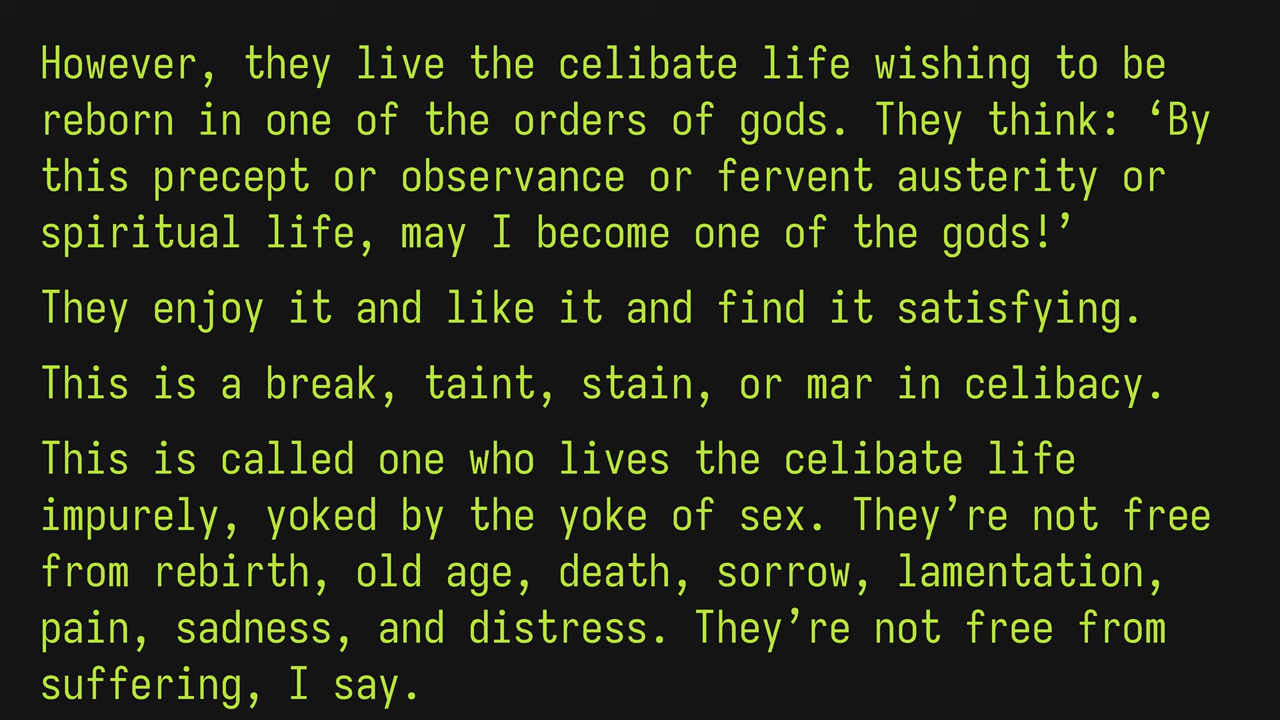 However, they live the celibate life wishing to be
reborn in one of the orders of gods. They think: ‘By
this precept or observance or fervent austerity or
spiritual life, may I become one of the gods!’
They enjoy it and like it and find it satisfying.
This is a break, taint, stain, or mar in celibacy.
This is called one who lives the celibate life
impurely, yoked by the yoke of sex. They’re not free
from rebirth, old age, death, sorrow, lamentation,
pain, sadness, and distress. They’re not free from
suffering, I say.